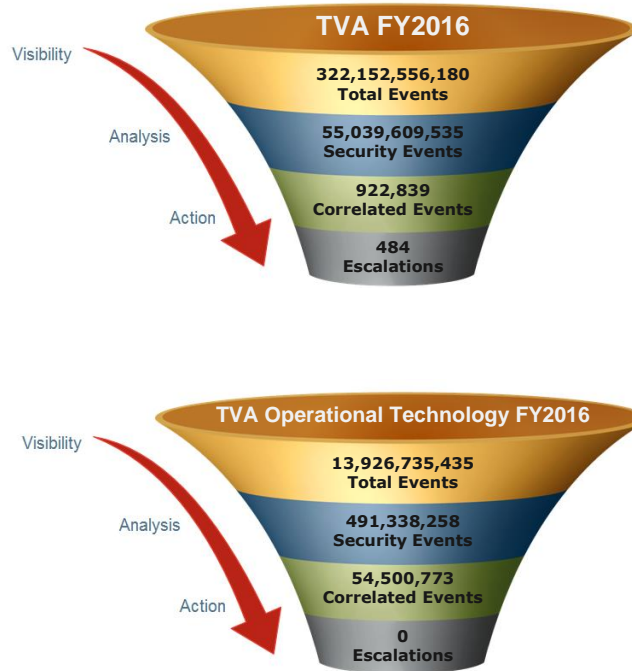 TVA FY2016
Visibility
322,152,556,180
Total Events
Analysis
55,039,609,535
Security Events
Action
922,839
Correlated Events
484
Escalations
TVA Operational Technology FY2016
Visibility
13,926,735,435
Total Events
Analysis
491,338,258
Security Events
Action
54,500,773
Correlated Events
0
Escalations